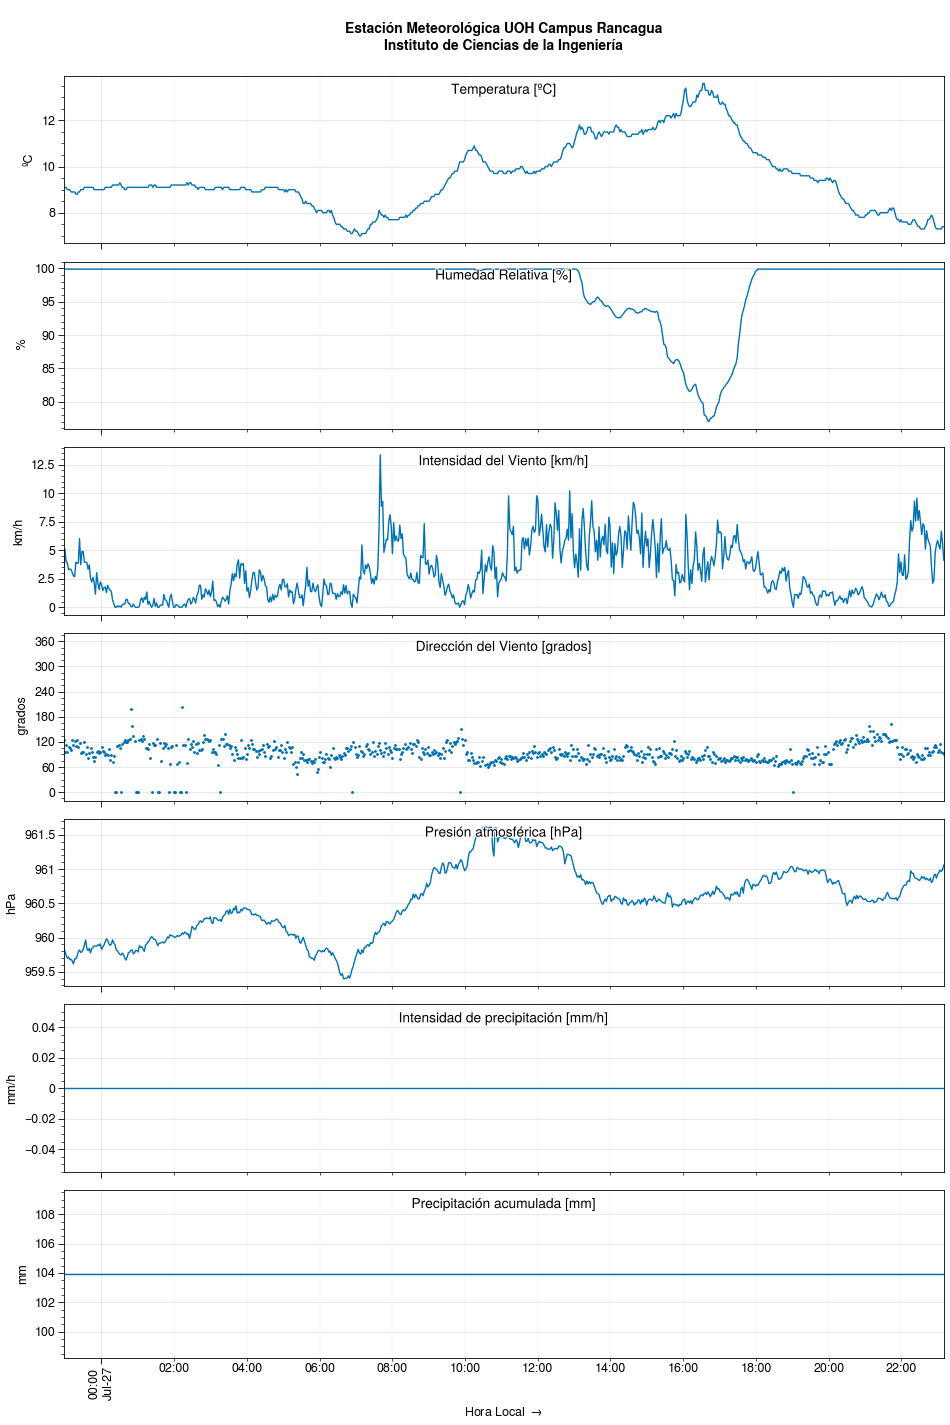 Estación Meteorológica UOH Campus Rancagua
Instituto de Ciencias de la Ingeniería
Temperatura [ºC]
ºC
12
10
8
Humedad Relativa [%]
%
100
95
90
85
80
Intensidad del Viento [km/h]
km/h
12.5
10
7.5
5
2.5
0
Dirección del Viento [grados]
grados
360
300
240
180
120
60
0
Presión atmosférica [hPa]
hPa
961.5
961
960.5
960
959.5
Intensidad de precipitación [mm/h]
mm/h
0.04
0.02
0
−0.02
−0.04
Precipitación acumulada [mm]
mm
108
106
104
102
100
00:00
Jul-27
02:00
04:00
06:00
08:00
10:00
12:00
14:00
16:00
18:00
20:00
22:00
Hora Local →